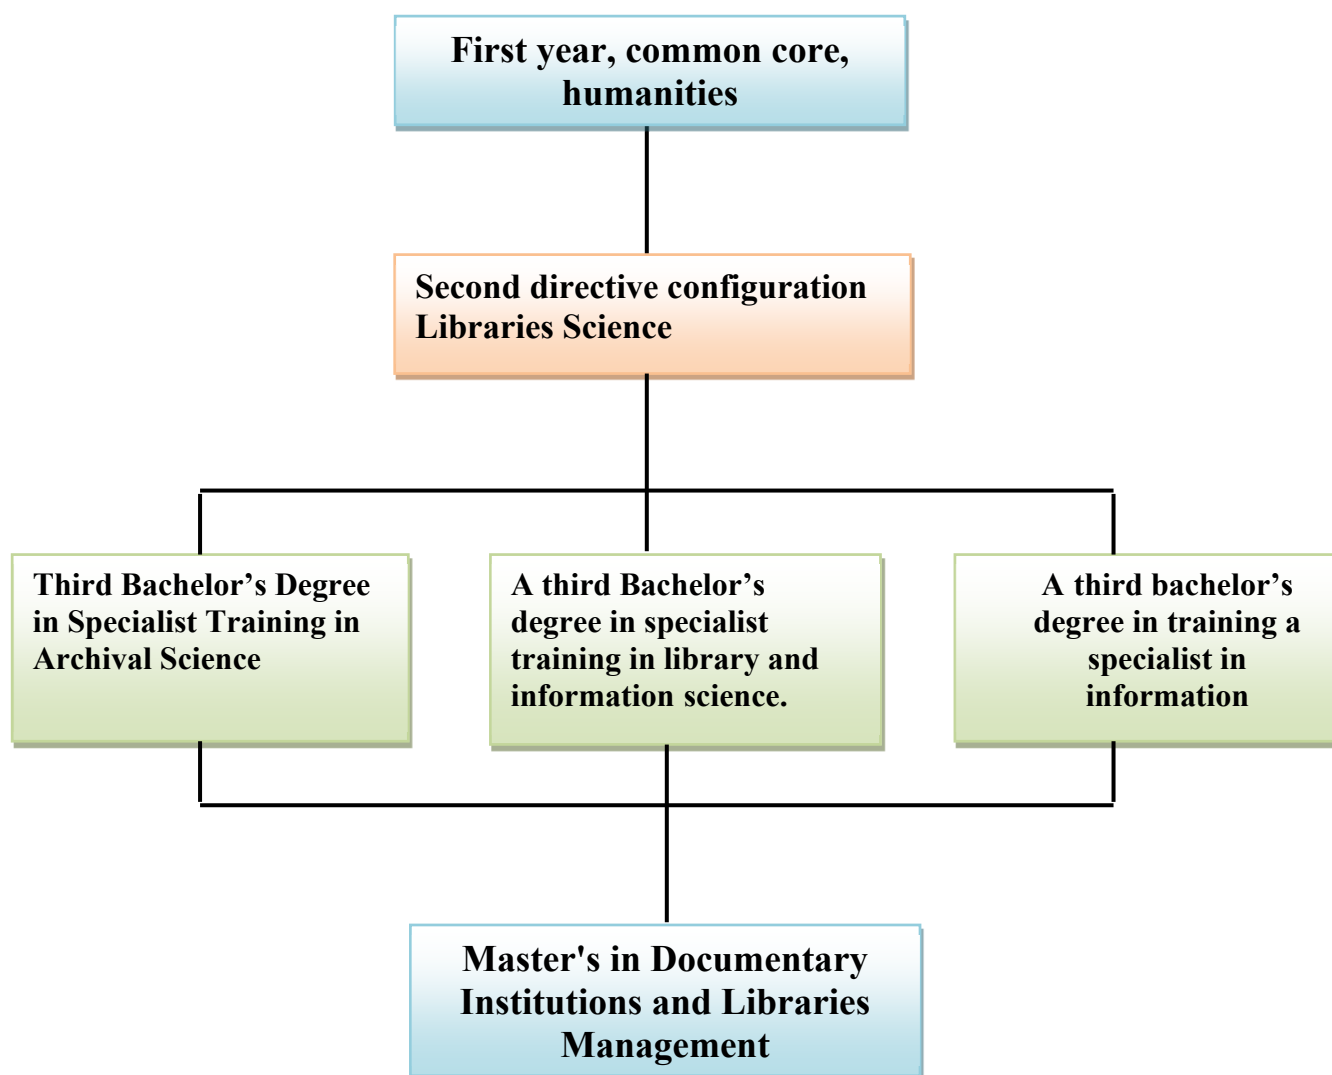 First year, common core,
humanities
Second directive configuration
Libraries Science
Third Bachelor’s Degree
in Specialist Training in
Archival Science
A third Bachelor’s
degree in specialist
training in library and
information science.
A third bachelor’s
degree in training a
specialist in
information
Master's in Documentary
Institutions and Libraries
Management